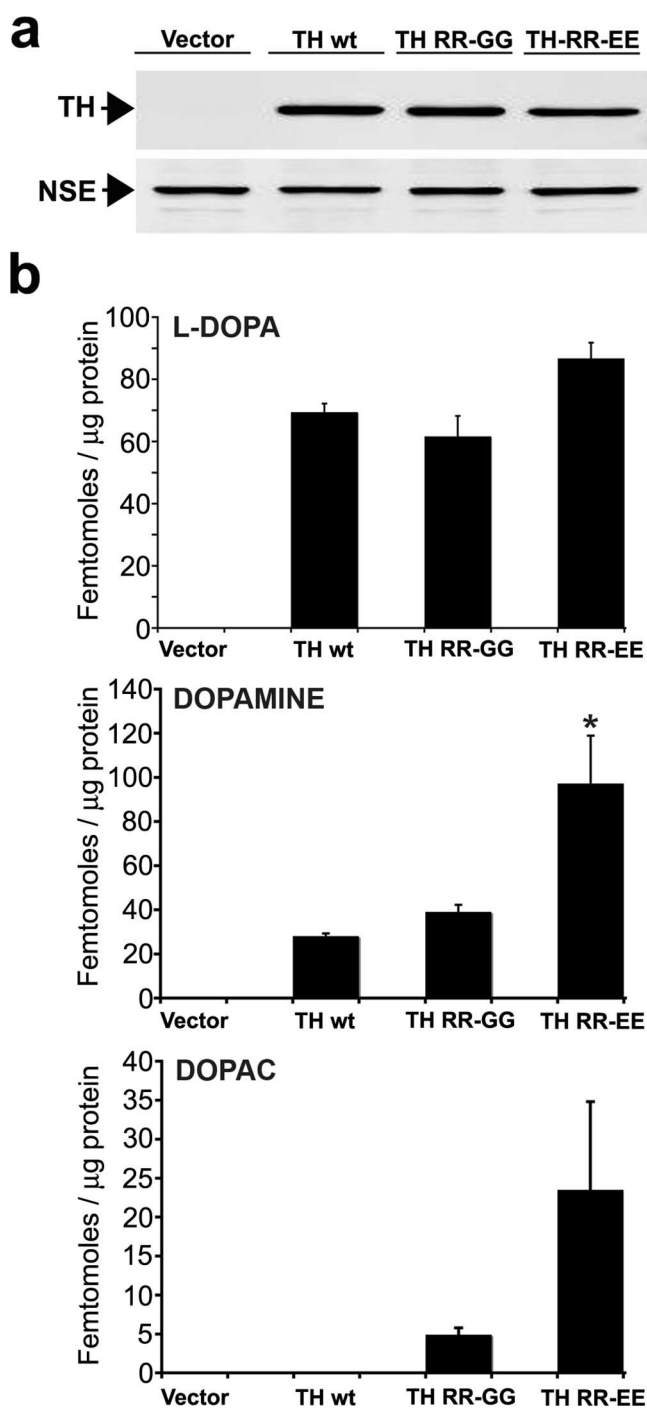 a
Vector TH wt TH RR-GG TH-RR-EE
TH
NSE
b
L-DOPA
Femtomoles / μg protein
100
80
60
40
20
0
Vector TH wt TH RR-GG TH RR-EE
DOPAMINE
Femtomoles / μg protein
140
120
100
80
60
40
20
0
*
Vector TH wt TH RR-GG TH RR-EE
DOPAC
Femtomoles / μg protein
40
35
30
25
20
15
10
5
0
Vector TH wt TH RR-GG TH RR-EE